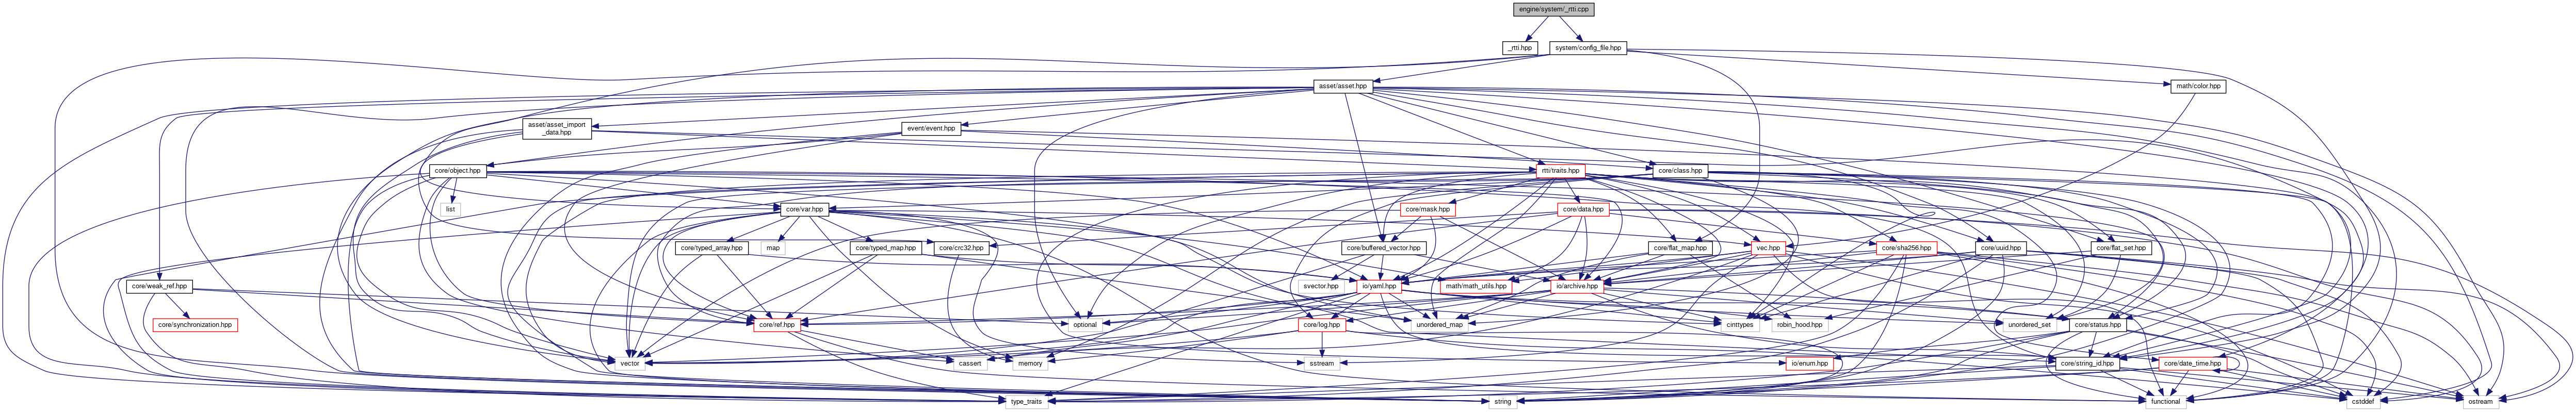 engine/system/_rtti.cpp
_rtti.hpp
system/config_file.hpp
asset/asset.hpp
math/color.hpp
asset/asset_import
_data.hpp
event/event.hpp
core/object.hpp
rtti/traits.hpp
core/class.hpp
list
core/var.hpp
core/mask.hpp
core/data.hpp
core/typed_array.hpp
map
core/typed_map.hpp
core/crc32.hpp
core/buffered_vector.hpp
core/flat_map.hpp
vec.hpp
core/sha256.hpp
core/uuid.hpp
core/flat_set.hpp
core/weak_ref.hpp
svector.hpp
io/yaml.hpp
math/math_utils.hpp
io/archive.hpp
core/synchronization.hpp
core/ref.hpp
optional
core/log.hpp
unordered_map
cinttypes
robin_hood.hpp
unordered_set
core/status.hpp
vector
cassert
memory
sstream
io/enum.hpp
core/string_id.hpp
core/date_time.hpp
type_traits
string
functional
cstddef
ostream